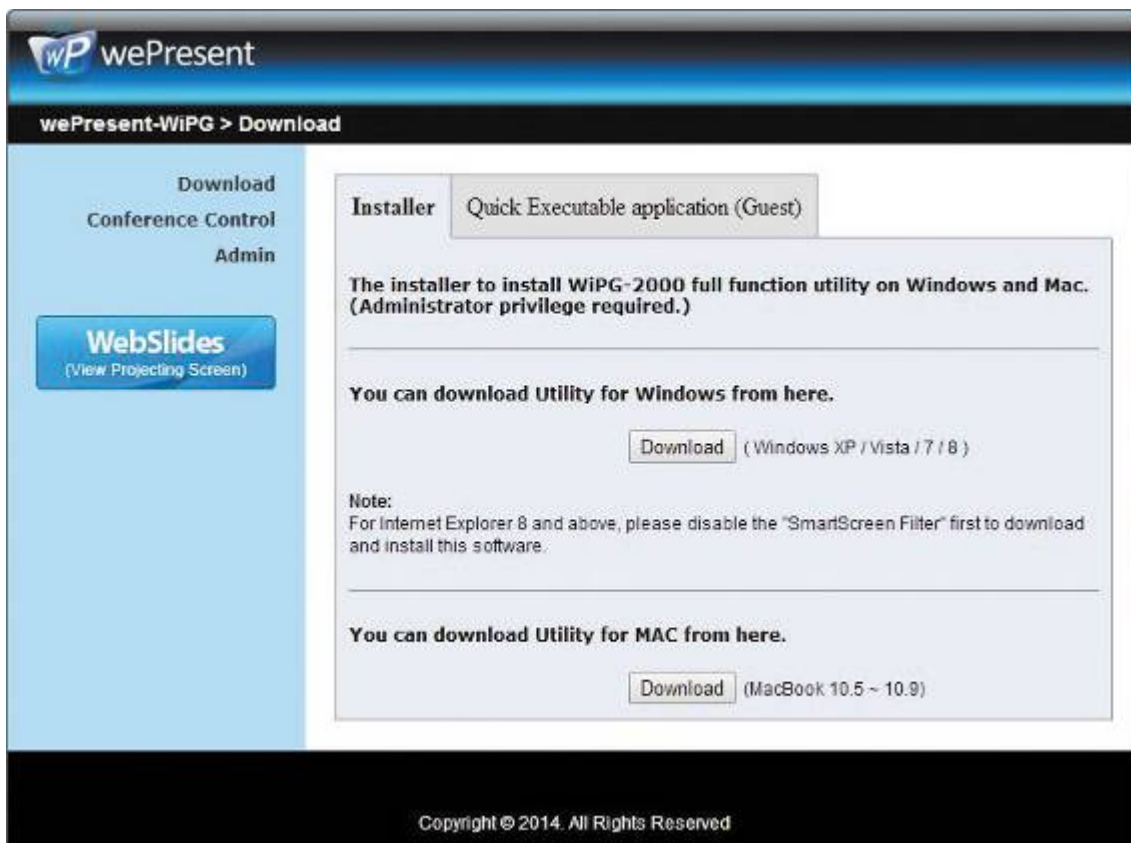 wP wePresent
wePresent-WiPG > Download
Download
Conference Control
Admin
WebSlides
(View Projecting Screen)
Installer
Quick Executable application (Guest)
The installer to install WiPG-2000 full function utility on Windows and Mac.
(Administrator privilege required.)
You can download Utility for Windows from here.
Download ( Windows XP / Vista / 7 / 8 )
Note:
For Internet Explorer 8 and above, please disable the "SmartScreen Filter" first to download
and install this software.
You can download Utility for MAC from here.
Download (MacBook 10.5 ~ 10.9)
Copyright © 2014. All Rights Reserved